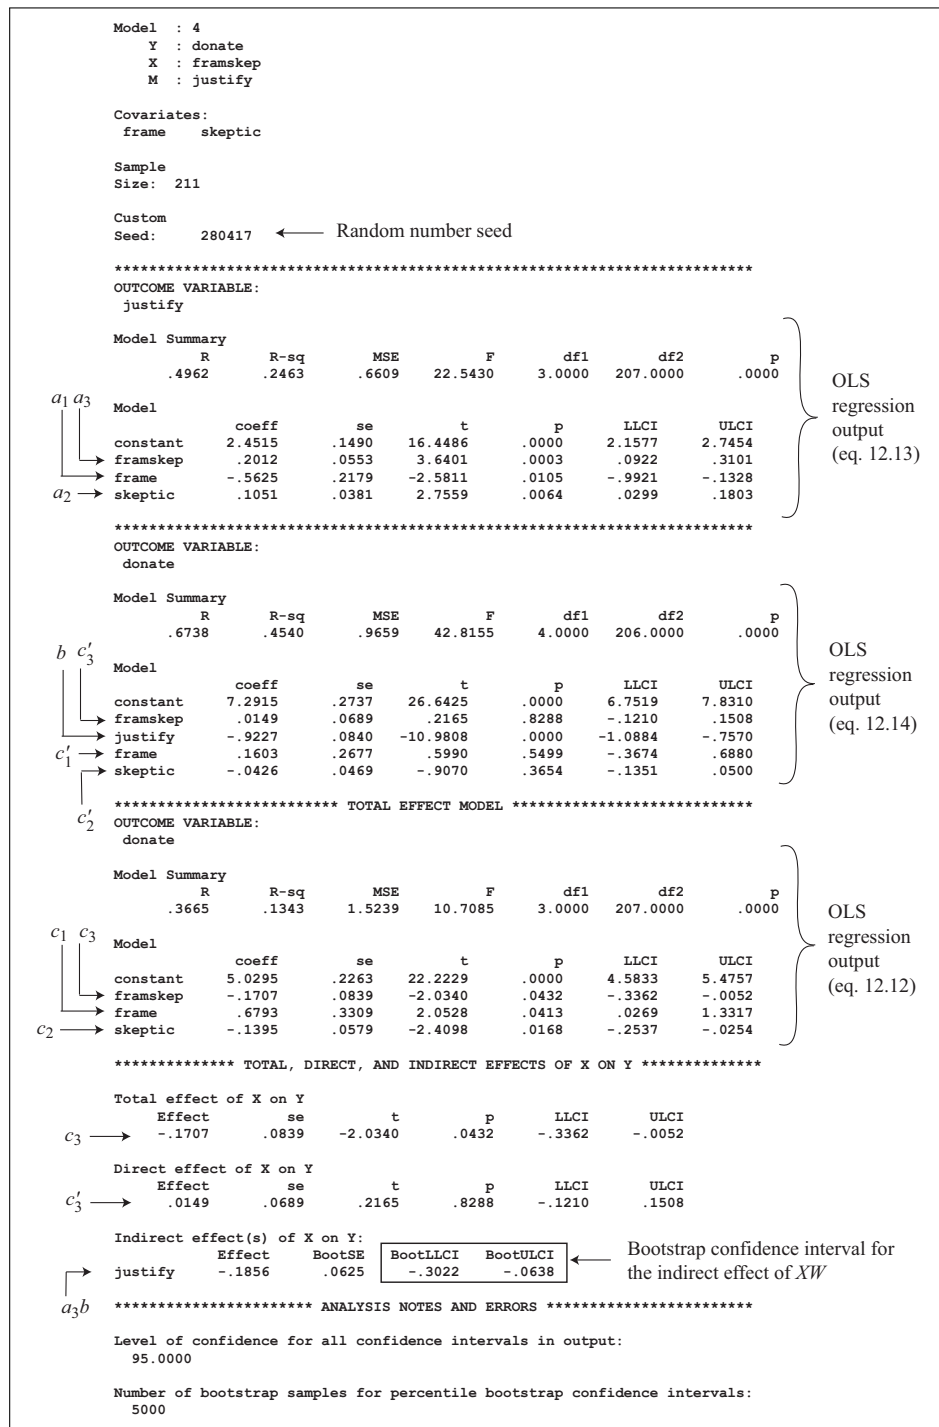 Model : 4
Y : donate
X : framskep
M : justify
Covariates:
frame skeptic
Sample
Size: 211
Custom
Seed: 280417 Random number seed
**************************************************************************
OUTCOME VARIABLE:
justify
Model Summary
R R-sq MSE F df1 df2 p
.4962 .2463 .6609 22.5430 3.0000 207.0000 .0000
OLS
regression
output
(eq. 12.13)
a1 a3
Model
coeff se t p LLCI ULCI
constant 2.4515 .1490 16.4486 .0000 2.1577 2.7454
framskep .2012 .0553 3.6401 .0003 .0922 .3101
frame -.5625 .2179 -2.5811 .0105 -.9921 -.1328
a2 skeptic .1051 .0381 2.7559 .0064 .0299 .1803
**************************************************************************
OUTCOME VARIABLE:
donate
Model Summary
R R-sq MSE F df1 df2 p
.6738 .4540 .9659 42.8155 4.0000 206.0000 .0000
OLS
regression
output
(eq. 12.14)
b c′3
Model
coeff se t p LLCI ULCI
constant 7.2915 .2737 26.6425 .0000 6.7519 7.8310
framskep .0149 .0689 .2165 .8288 -.1210 .1508
justify -.9227 .0840 -10.9808 .0000 -1.0884 -.7570
c′1 frame .1603 .2677 .5990 .5499 -.3674 .6880
skeptic -.0426 .0469 -.9070 .3654 -.1351 .0500
c′2
************************** TOTAL EFFECT MODEL ****************************
OUTCOME VARIABLE:
donate
Model Summary
R R-sq MSE F df1 df2 p
.3665 .1343 1.5239 10.7085 3.0000 207.0000 .0000
OLS
regression
output
(eq. 12.12)
c1 c3
Model
coeff se t p LLCI ULCI
constant 5.0295 .2263 22.2229 .0000 4.5833 5.4757
framskep -.1707 .0839 -2.0340 .0432 -.3362 -.0052
frame .6793 .3309 2.0528 .0413 .0269 1.3317
c2 skeptic -.1395 .0579 -2.4098 .0168 -.2537 -.0254
************** TOTAL, DIRECT, AND INDIRECT EFFECTS OF X ON Y **************
Total effect of X on Y
Effect se t p LLCI ULCI
c3 -.1707 .0839 -2.0340 .0432 -.3362 -.0052
Direct effect of X on Y
Effect se t p LLCI ULCI
c′3 .0149 .0689 .2165 .8288 -.1210 .1508
Indirect effect(s) of X on Y:
Effect BootSE BootLLCI BootULCI
justify -.1856 .0625 -.3022 -.0638
Bootstrap confidence interval for
the indirect effect of XW
a3b
*********************** ANALYSIS NOTES AND ERRORS ************************
Level of confidence for all confidence intervals in output:
95.0000
Number of bootstrap samples for percentile bootstrap confidence intervals:
5000